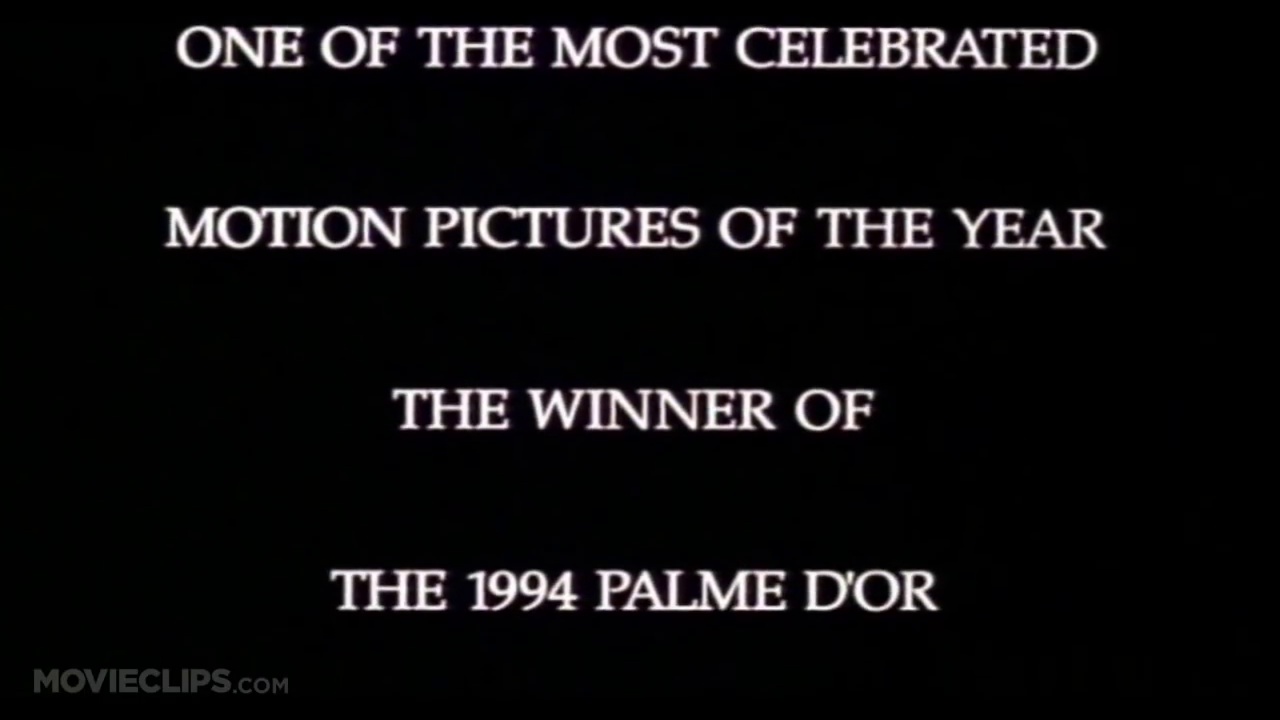 ONE OF THE MOST CELEBRATED
MOTION PICTURES OF THE YEAR
THE WINNER OF
THE 1994 PALME D'OR
MOVIECLIPS.COM